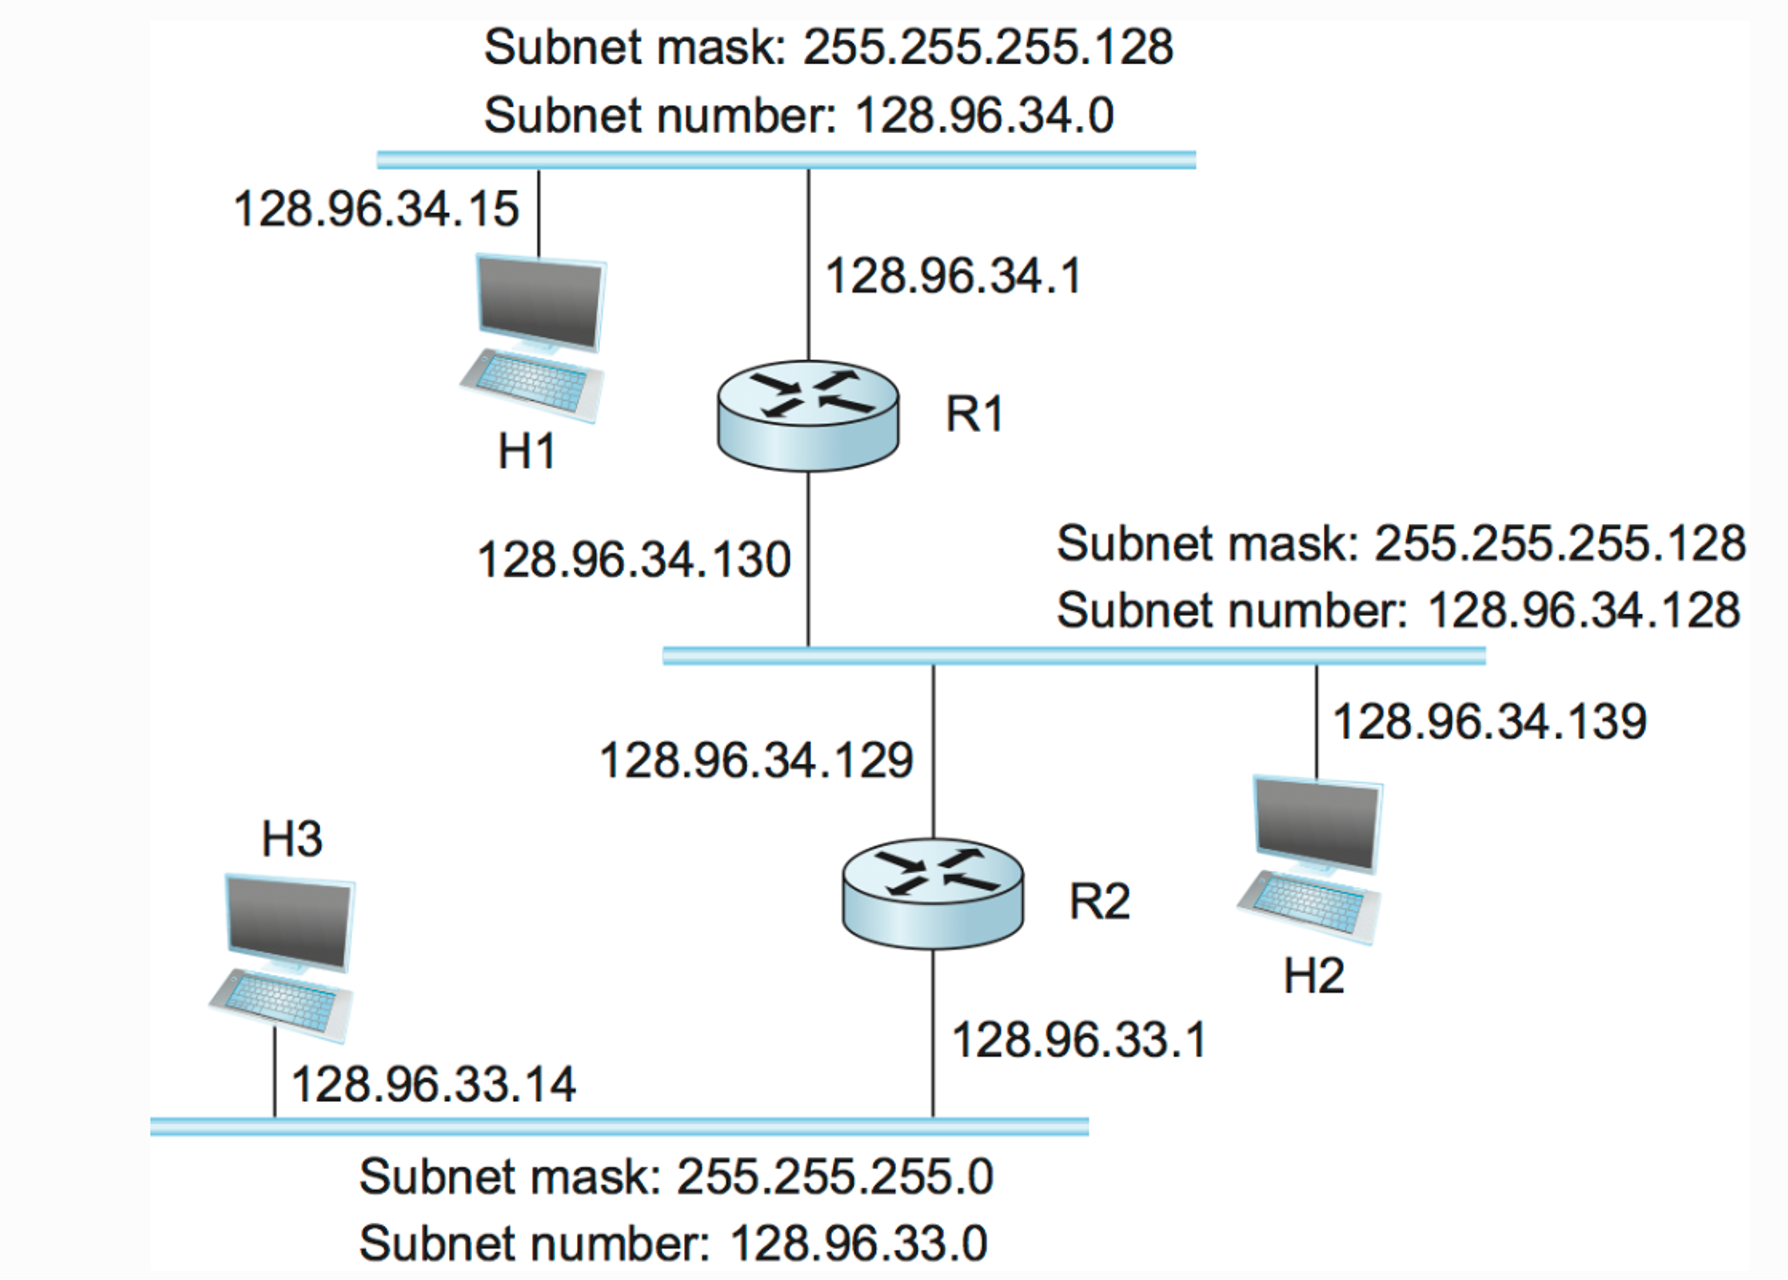 Subnet mask: 255.255.255.128
Subnet number: 128.96.34.0
128.96.34.15
128.96.34.1
R1
H1
128.96.34.130
Subnet mask: 255.255.255.128
Subnet number: 128.96.34.128
128.96.34.139
128.96.34.129
H3
R2
H2
128.96.33.1
128.96.33.14
Subnet mask: 255.255.255.0
Subnet number: 128.96.33.0